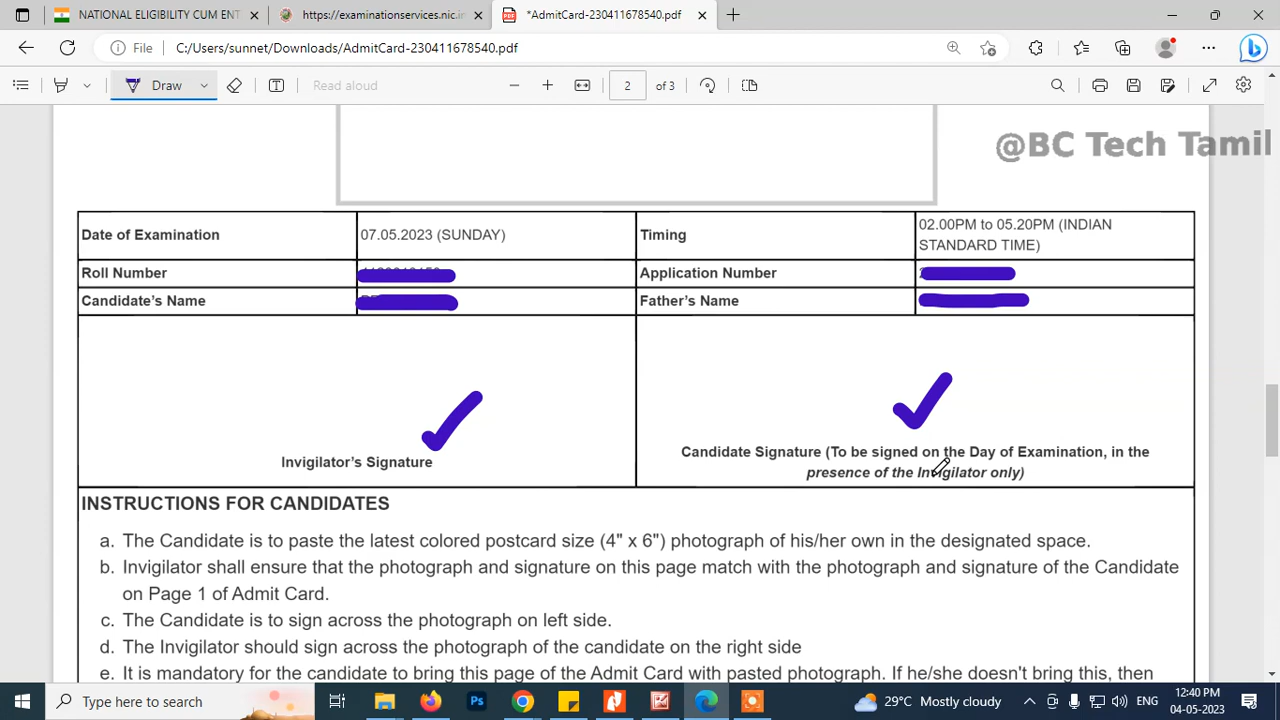 NATIONAL ELIGIBILITY CUM ENT
https://examinationservices.nic.in
*AdmitCard-230411678540.pdf
File C:/Users/sunnet/Downloads/AdmitCard-230411678540.pdf
Draw Read aloud 2 of 3
@BC Tech Tamil
Date of Examination 07.05.2023 (SUNDAY) Timing 02.00PM to 05.20PM (INDIAN
STANDARD TIME)
Roll Number Application Number
Candidate's Name Father's Name
Invigilator's Signature
Candidate Signature (To be signed on the Day of Examination, in the
presence of the Invigilator only)
INSTRUCTIONS FOR CANDIDATES
a. The Candidate is to paste the latest colored postcard size (4" x 6") photograph of his/her own in the designated space.
b. Invigilator shall ensure that the photograph and signature on this page match with the photograph and signature of the Candidate
on Page 1 of Admit Card.
c. The Candidate is to sign across the photograph on left side.
d. The Invigilator should sign across the photograph of the candidate on the right side
e. It is mandatory for the candidate to bring this page of the Admit Card with pasted photograph. If he/she doesn't bring this, then
Type here to search
29°C Mostly cloudy ENG 12:40 PM
04-05-2023